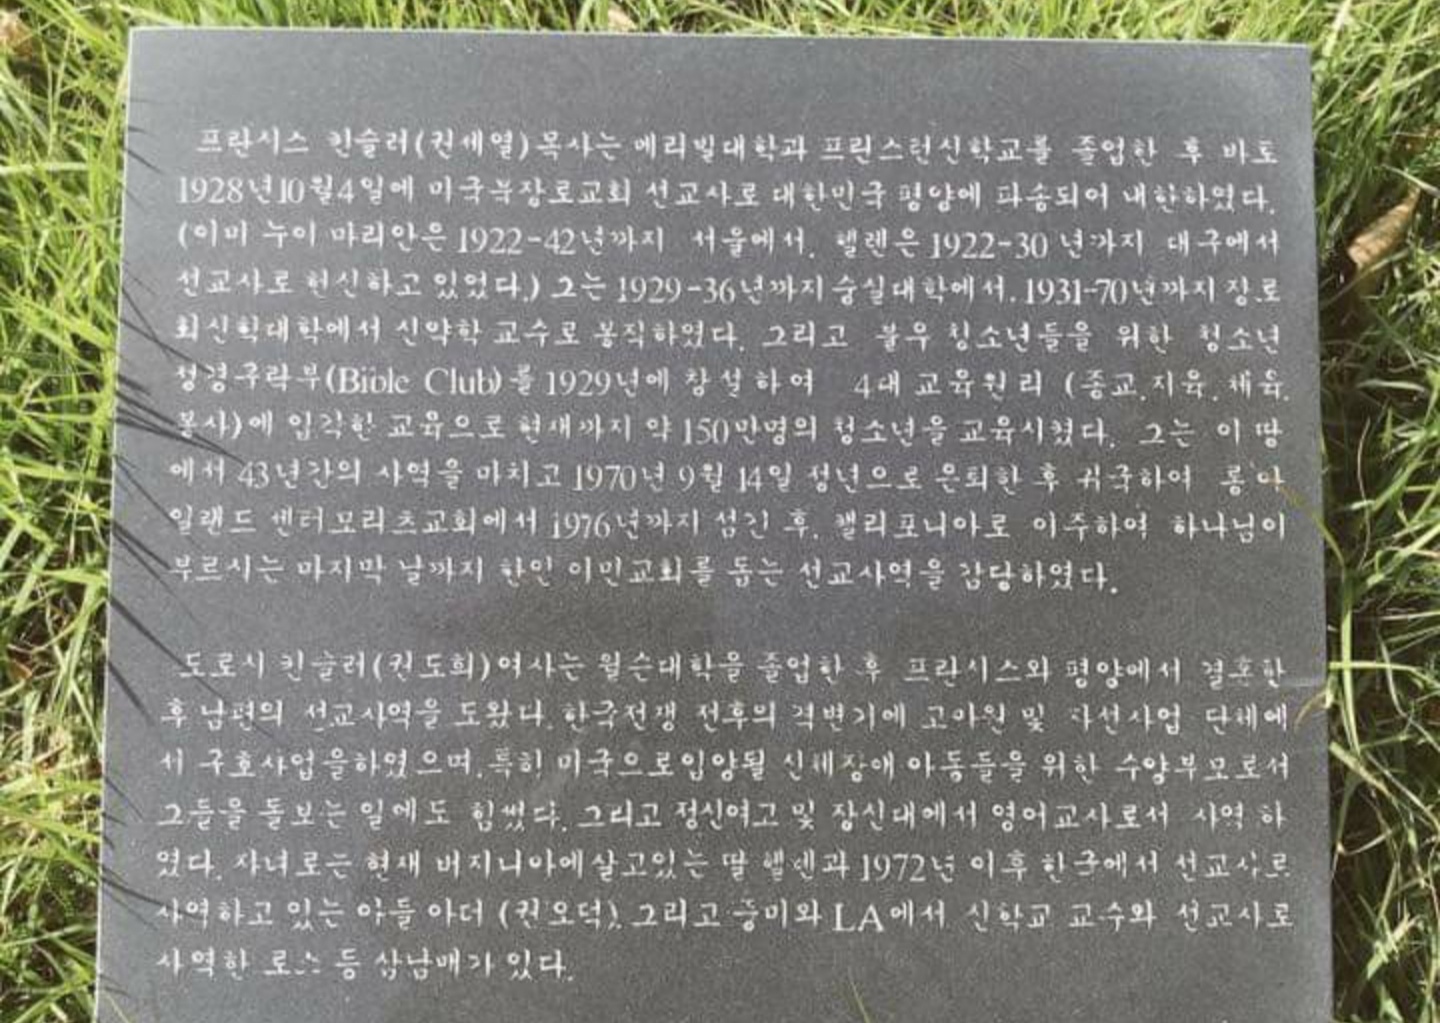 프란시스 킨슬러(권세열)목사는 메리빌대학과 프린스턴신학교를 졸업한 후 바로
1928년10월4일에 미국북장로교회 선교사로 대한민국 평양에 파송되어 내한하였다.
(이미 누이 마리안은 1922-42년까지 서울에서, 헬렌은 1922-30 년까지 대구에서
선교사로 헌신하고 있었다.) 그는 1929-36년까지 숭실대학에서, 1931-70년까지 장로
회신학대학에서 신약학 교수로 봉직하였다. 그리고 불우 청소년들을 위한 청소년
성경구락부(Bible Club)를 1929년에 창설하여 4대 교육원리 (종교,지육,체육,
봉사)에 입각한 교육으로 현재까지 약 150만명의 청소년을 교육시켰다. 그는 이 땅
에서 43년간의 사역을 마치고 1970년 9월 14일 정년으로 은퇴한 후 귀국하여 롱아
일랜드 센터모리츠교회에서 1976년까지 섬긴 후, 캘리포니아로 이주하여 하나님이
부르시는 마지막 날까지 한인 이민교회를 돕는 선교사역을 감당하였다.
도로시 킨슬러(권도희)여사는 윌슨대학을 졸업한 후 프란시스와 평양에서 결혼한
후 남편의 선교사역을 도왔다. 한국전쟁 전후의 격변기에 고아원 및 자선사업 단체에
서 구호사업을하였으며,특히 미국으로입양될 신체장애 아동들을 위한 수양부모로서
그들을 돌보는 일에도 힘썼다. 그리고 정신여고 및 장신대에서 영어교사로서 사역 하
였다. 자녀로는 현재 버지니아에살고있는 딸 헬렌과 1972년 이후 한국에서 선교사로
사역하고 있는 아들 아더 (권오덕), 그리고 풍미와 LA에서 신학교 교수와 선교사로
사역한 로스 등 삼남매가 있다.